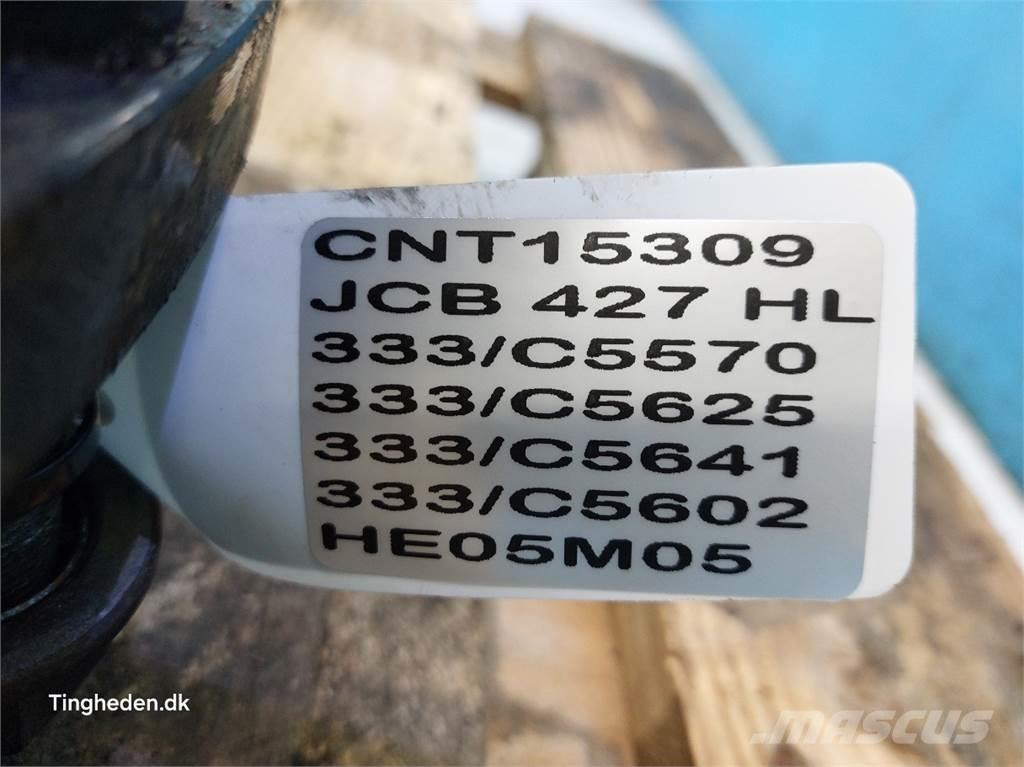 CNT15309
JCB 427 HL
333/C5570
333/C5625
333/C5641
333/C5602
HE05M05
Tingheden.dk
MASCUS